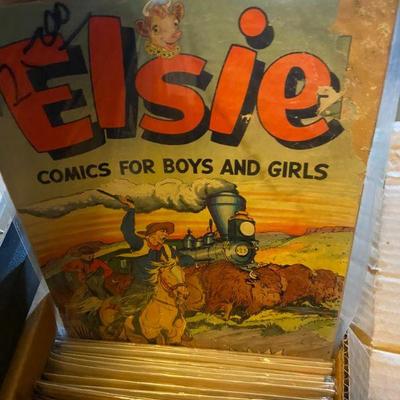 Elsie
COMICS FOR BOYS AND GIRLS